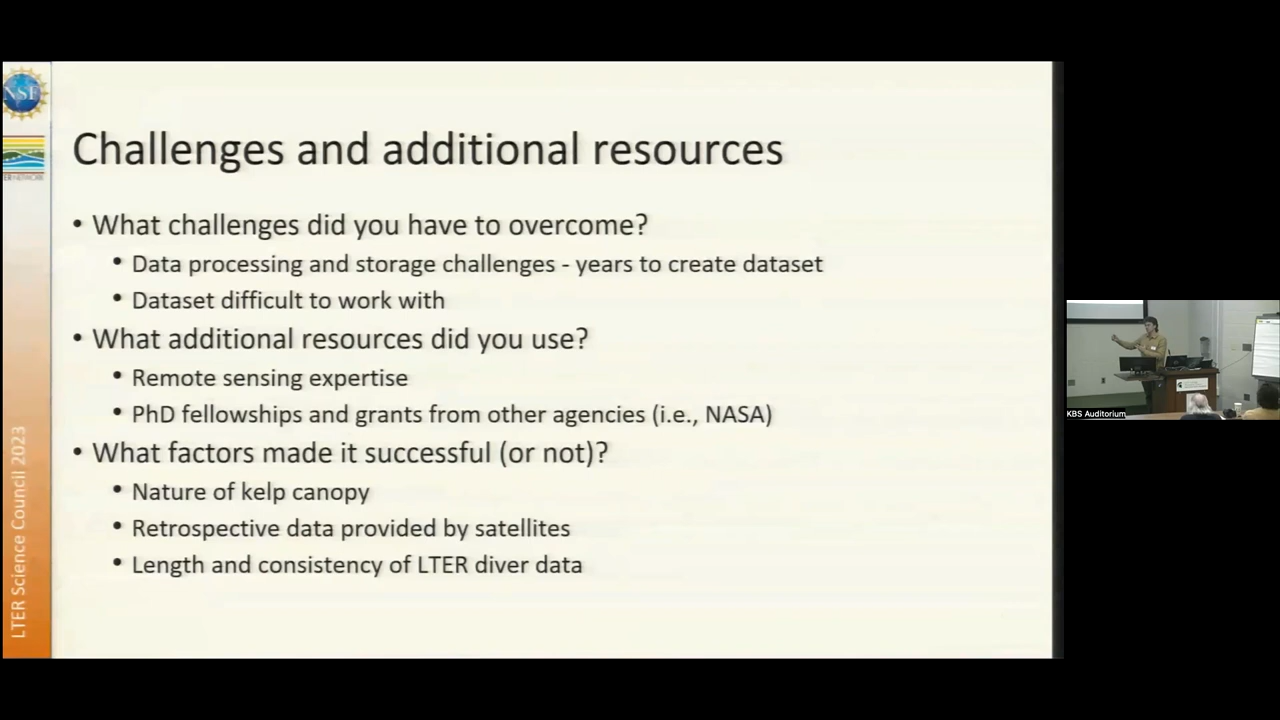 NSF
Challenges and additional resources
• What challenges did you have to overcome?
• Data processing and storage challenges - years to create dataset
• Dataset difficult to work with
• What additional resources did you use?
• Remote sensing expertise
• PhD fellowships and grants from other agencies (i.e., NASA)
• What factors made it successful (or not)?
• Nature of kelp canopy
• Retrospective data provided by satellites
• Length and consistency of LTER diver data
LTER Science Council 2023
KBS Auditorium